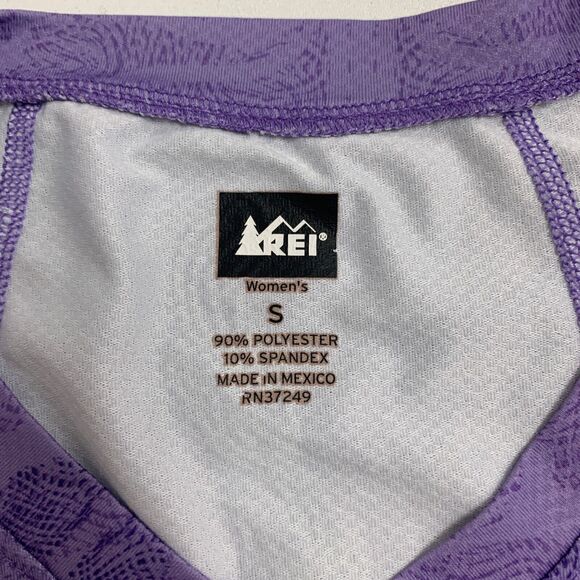 REI®
Women's
S
90% POLYESTER
10% SPANDEX
MADE IN MEXICO
RN37249